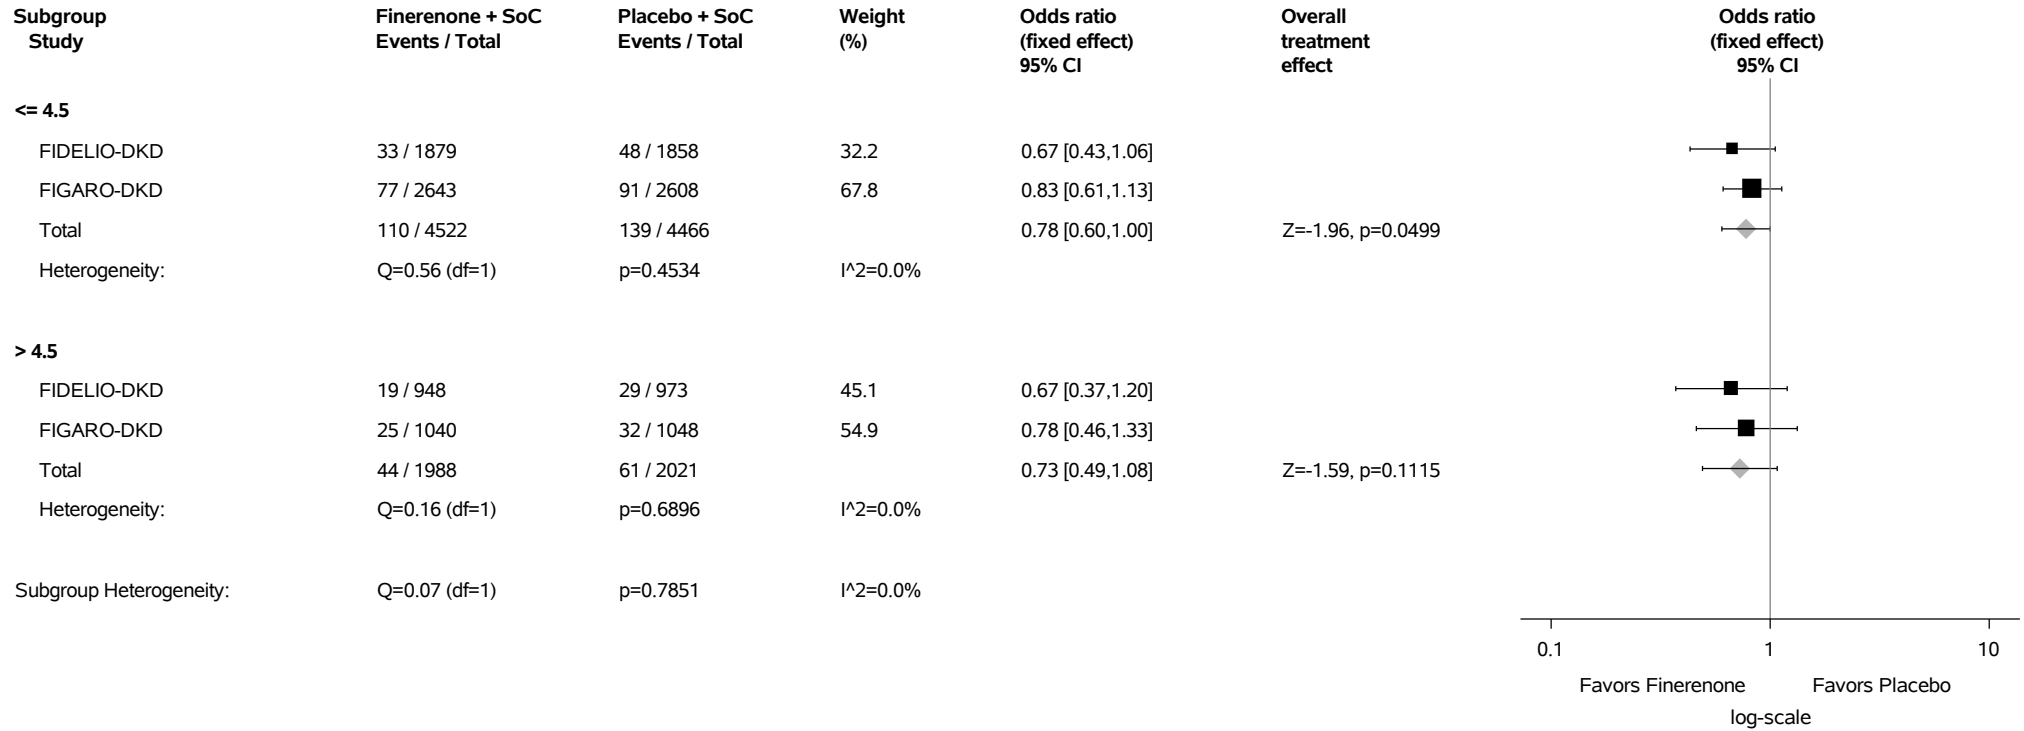 Subgroup Finerenone + SoC Placebo + SoC Weight Odds ratio Overall Odds ratio
Study Events / Total Events / Total (%) (fixed effect) treatment (fixed effect)
95% CI effect 95% CI
<= 4.5
FIDELIO-DKD 33 / 1879 48 / 1858 32.2 0.67 [0.43,1.06]
FIGARO-DKD 77 / 2643 91 / 2608 67.8 0.83 [0.61,1.13]
Total 110 / 4522 139 / 4466 0.78 [0.60,1.00] Z=-1.96, p=0.0499
Heterogeneity: Q=0.56 (df=1) p=0.4534 I^2=0.0%
> 4.5
FIDELIO-DKD 19 / 948 29 / 973 45.1 0.67 [0.37,1.20]
FIGARO-DKD 25 / 1040 32 / 1048 54.9 0.78 [0.46,1.33]
Total 44 / 1988 61 / 2021 0.73 [0.49,1.08] Z=-1.59, p=0.1115
Heterogeneity: Q=0.16 (df=1) p=0.6896 I^2=0.0%
Subgroup Heterogeneity: Q=0.07 (df=1) p=0.7851 I^2=0.0%
0.1 1 10
Favors Finerenone Favors Placebo
log-scale